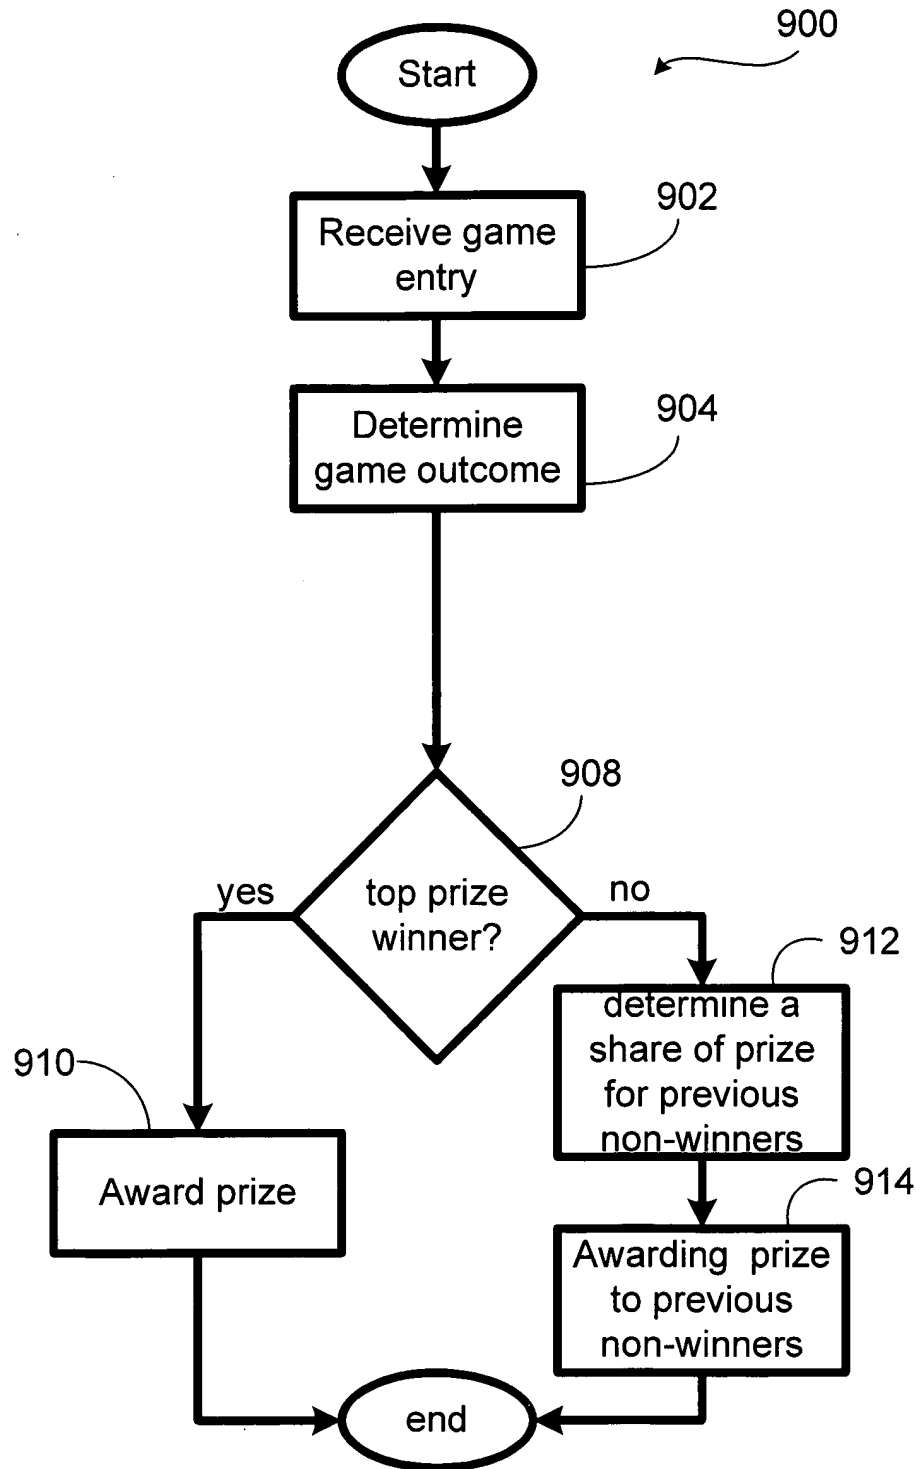 900
Start
902
Receive game
entry
904
Determine
game outcome
908
top prize
winner?
yes
no
912
determine a
share of prize
for previous
non-winners
910
Award prize
914
Awarding prize
to previous
non-winners
end